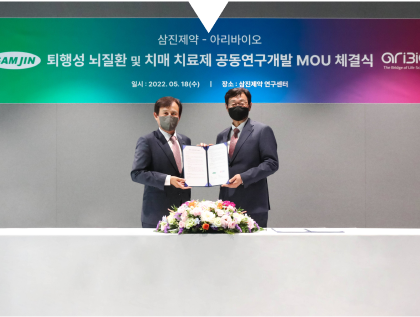 삼진제약 - 아리바이오
SAMJIN
퇴행성 뇌질환 및 치매 치료제 공동연구개발 MOU 체결식
일시 : 2022. 05. 18(수) | 장소 : 삼진제약 연구센터